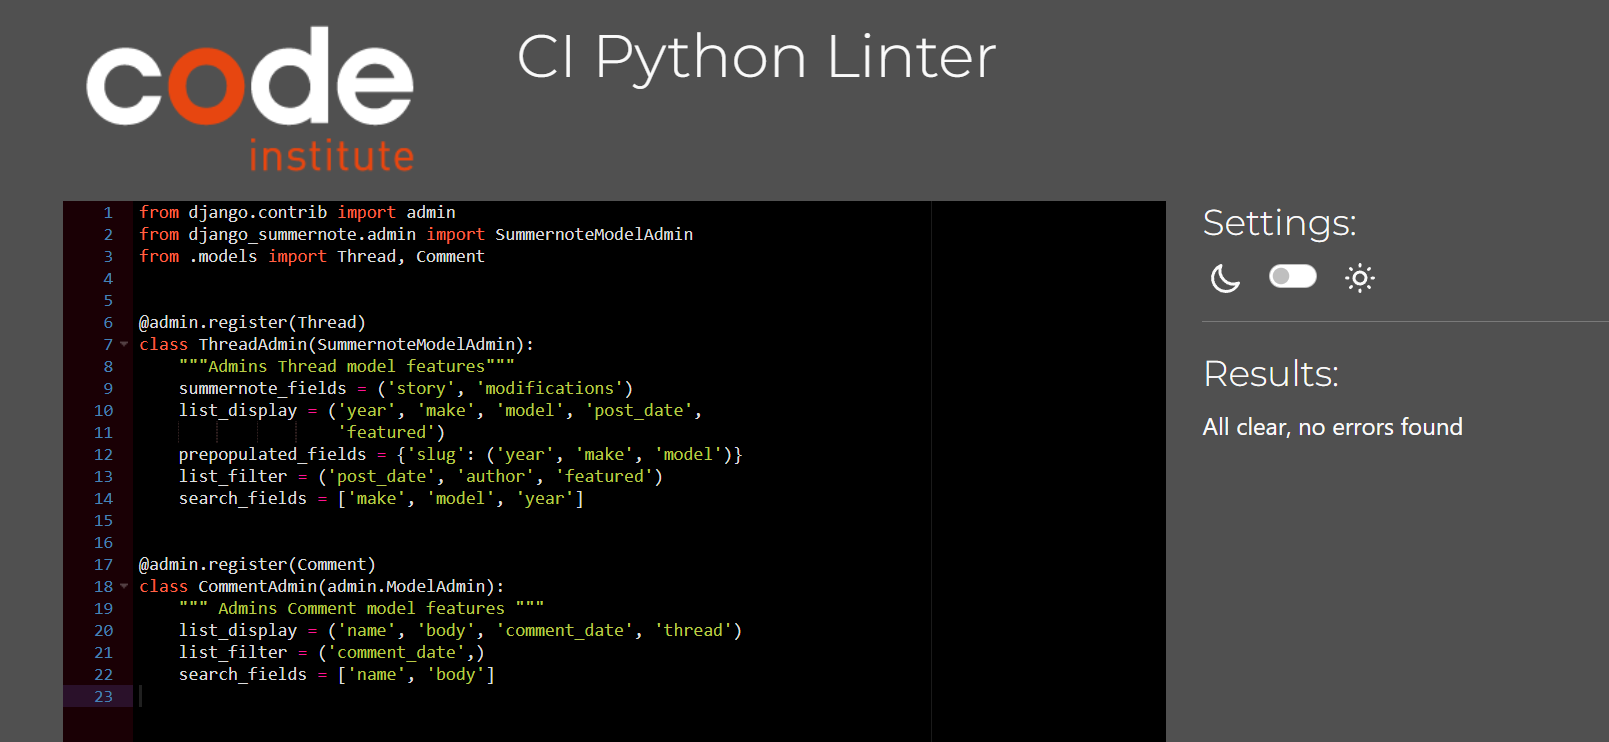 code
institute
CI Python Linter
1 from django.contrib import admin
2 from django_summernote.admin import SummernoteModelAdmin
3 from .models import Thread, Comment
4
5
6 @admin.register(Thread)
7 class ThreadAdmin(SummernoteModelAdmin):
8     """Admins Thread model features"""
9     summernote_fields = ('story', 'modifications')
10     list_display = ('year', 'make', 'model', 'post_date',
11                     'featured')
12     prepopulated_fields = {'slug': ('year', 'make', 'model')}
13     list_filter = ('post_date', 'author', 'featured')
14     search_fields = ['make', 'model', 'year']
15
16
17 @admin.register(Comment)
18 class CommentAdmin(admin.ModelAdmin):
19     """ Admins Comment model features """
20     list_display = ('name', 'body', 'comment_date', 'thread')
21     list_filter = ('comment_date',)
22     search_fields = ['name', 'body']
23
Settings:
Results:
All clear, no errors found